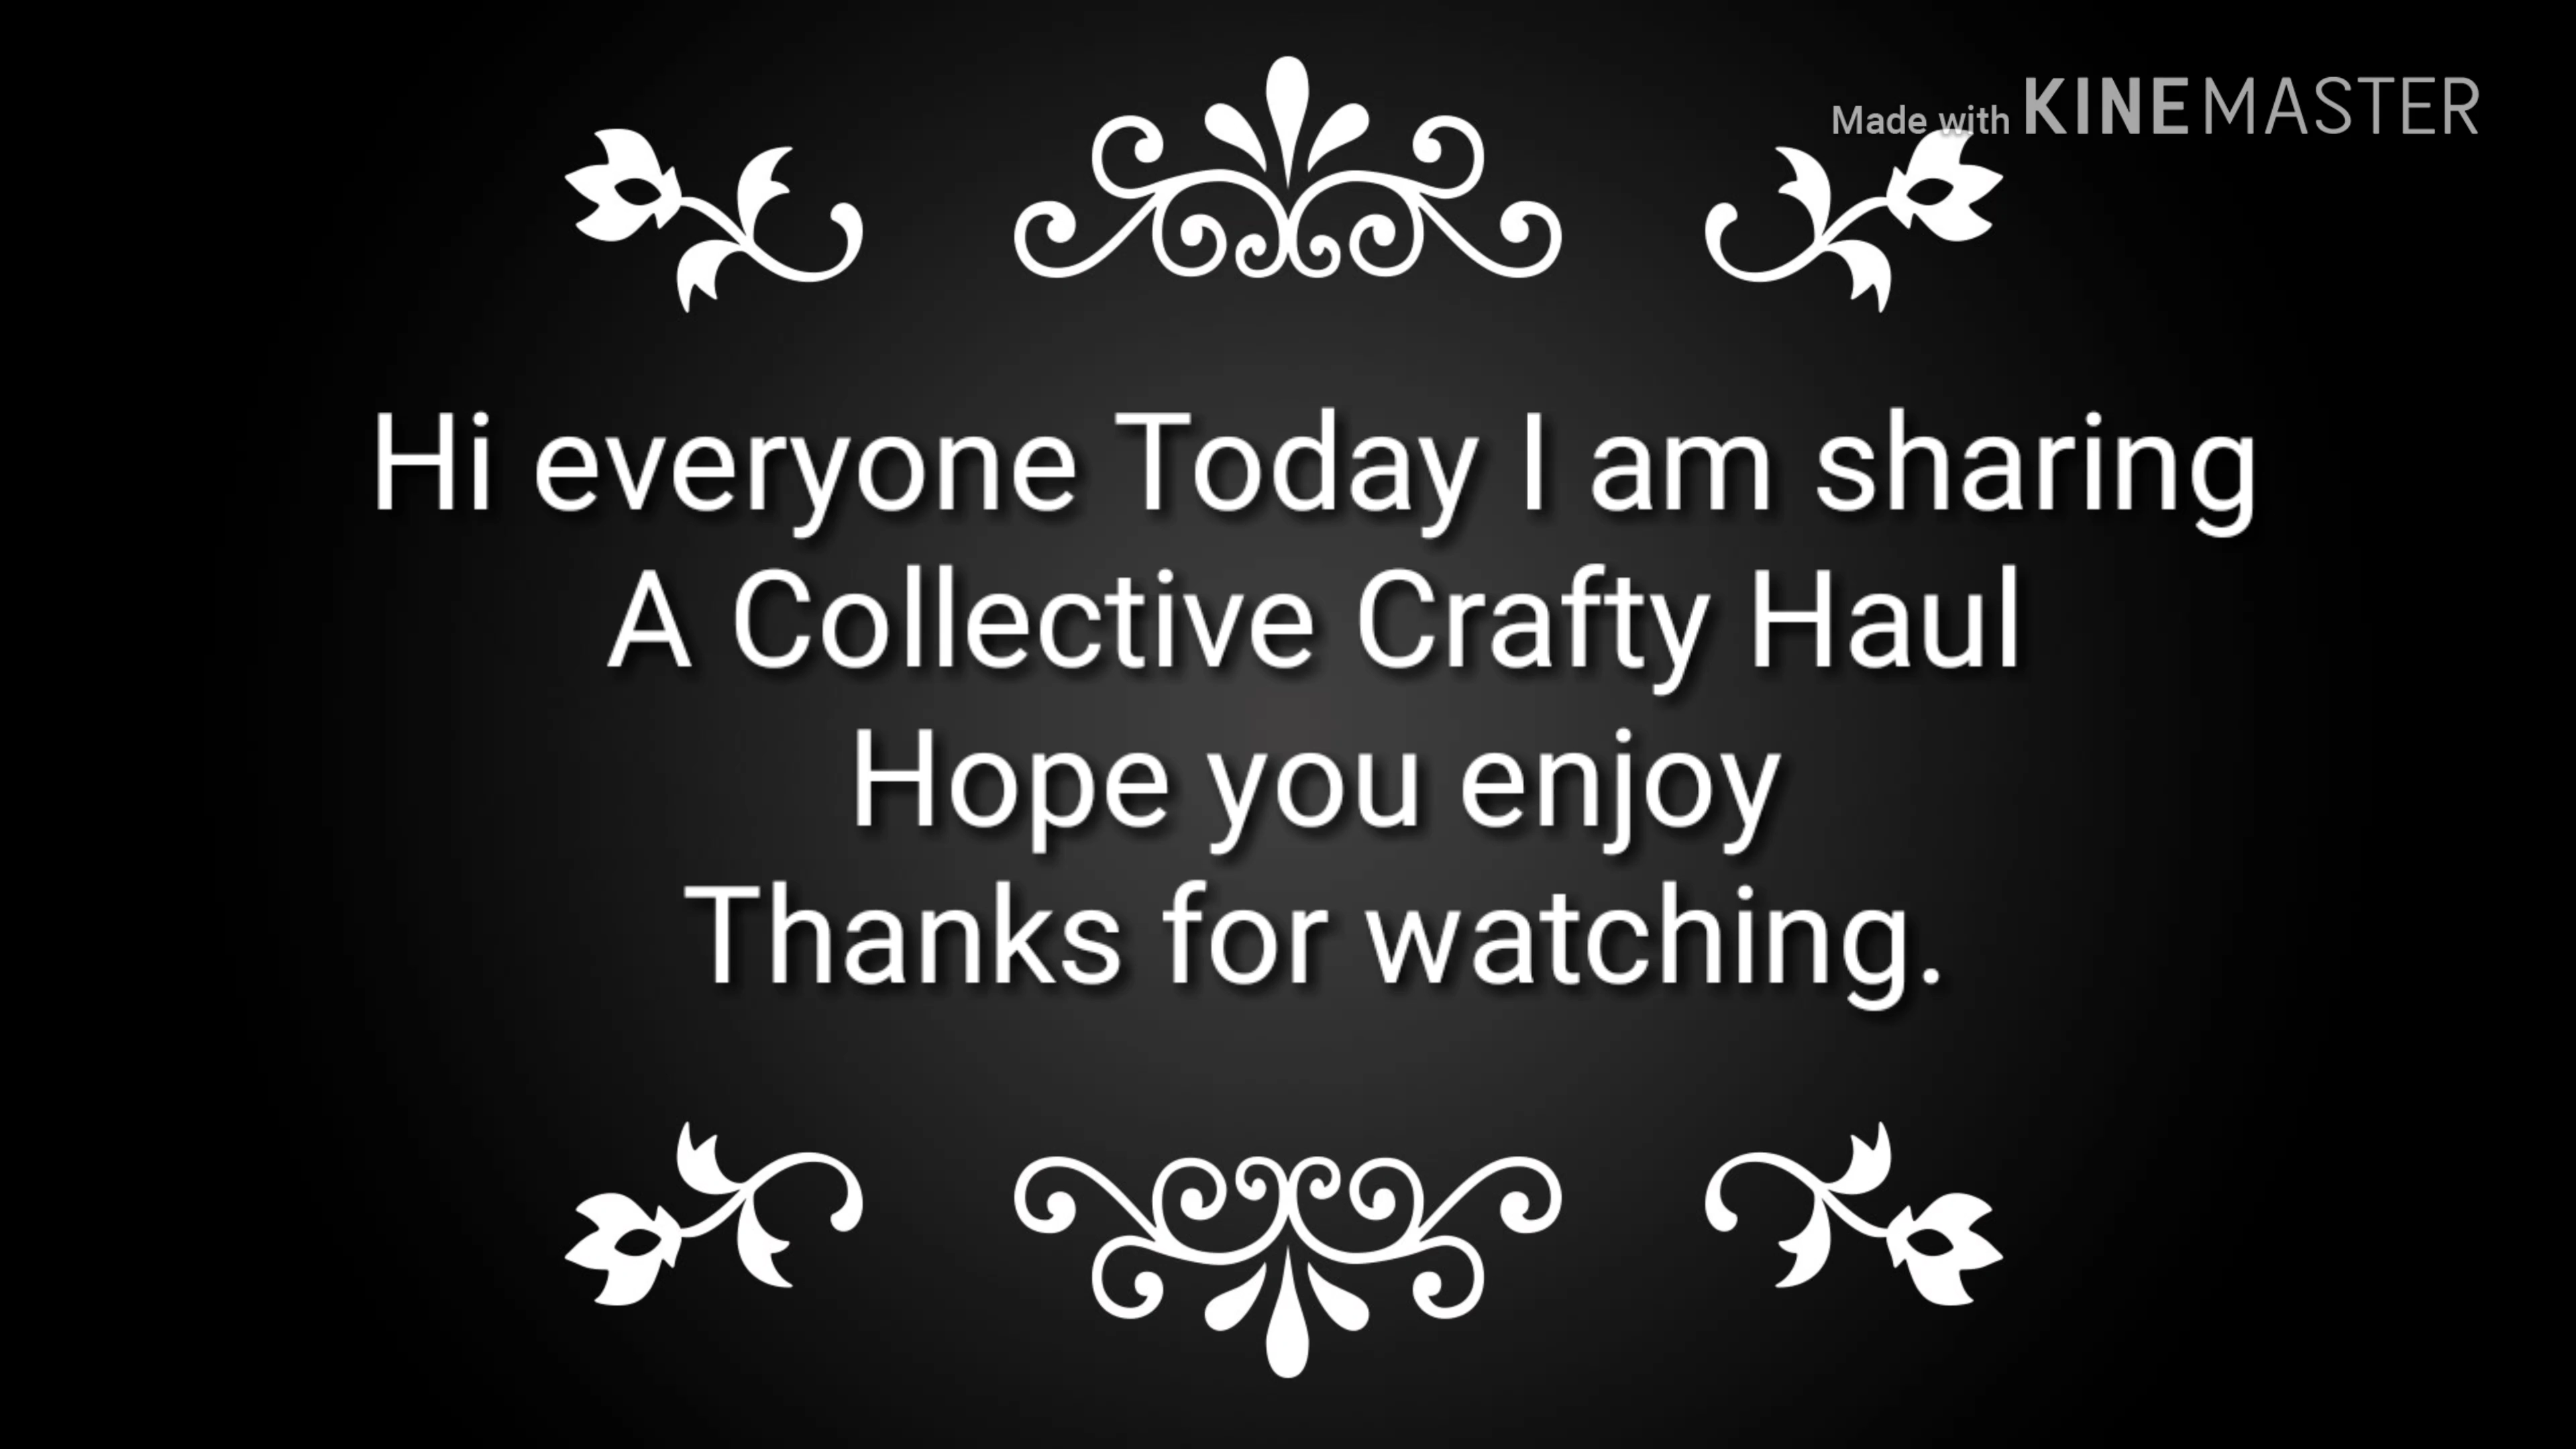 Made with KINEMASTER
Hi everyone Today I am sharing
A Collective Crafty Haul
Hope you enjoy
Thanks for watching.